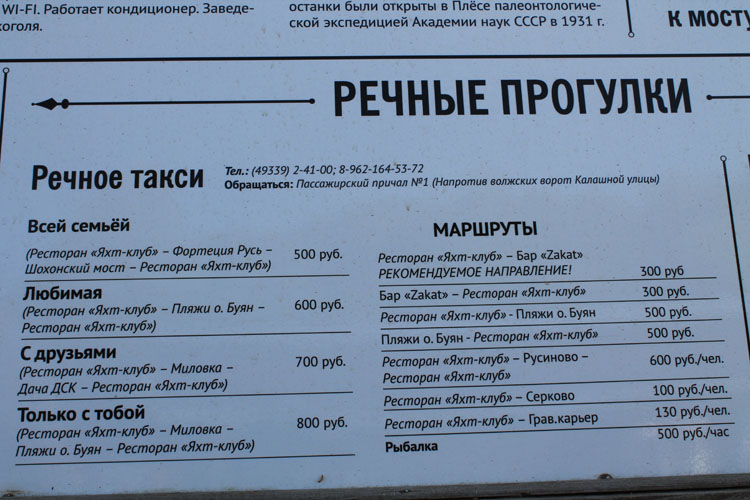 WI-FI. Работает кондиционер. Заведе-
коголя.
останки были открыты в Плёсе палеонтологиче-
ской экспедицией Академии наук СССР в 1931 г.
К МОСТУ
РЕЧНЫЕ ПРОГУЛКИ
Речное такси
Тел.: (49339) 2-41-00; 8-962-164-53-72
Обращаться: Пассажирский причал №1 (Напротив волжских ворот Калашной улицы)
Всей семьёй
(Ресторан «Яхт-клуб» – Фортеция Русь –
Шохонский мост – Ресторан «Яхт-клуб»)
500 руб.
Любимая
(Ресторан «Яхт-клуб» – Пляжи о. Буян –
Ресторан «Яхт-клуб»)
600 руб.
С друзьями
(Ресторан «Яхт-клуб» – Миловка –
Дача ДСК – Ресторан «Яхт-клуб»)
700 руб.
Только с тобой
(Ресторан «Яхт-клуб» – Миловка –
Пляжи о. Буян – Ресторан «Яхт-клуб»)
800 руб.
МАРШРУТЫ
Ресторан «Яхт-клуб» – Бар «Zakat»
РЕКОМЕНДУЕМОЕ НАПРАВЛЕНИЕ! 300 руб
Бар «Zakat» – Ресторан «Яхт-клуб» 300 руб.
Ресторан «Яхт-клуб» - Пляжи о. Буян 500 руб.
Пляжи о. Буян - Ресторан «Яхт-клуб» 500 руб.
Ресторан «Яхт-клуб» – Русиново –
Ресторан «Яхт-клуб»
600 руб./чел.
Ресторан «Яхт-клуб» – Серково 100 руб./чел.
Ресторан «Яхт-клуб» – Грав.карьер 130 руб./чел.
Рыбалка 500 руб./час